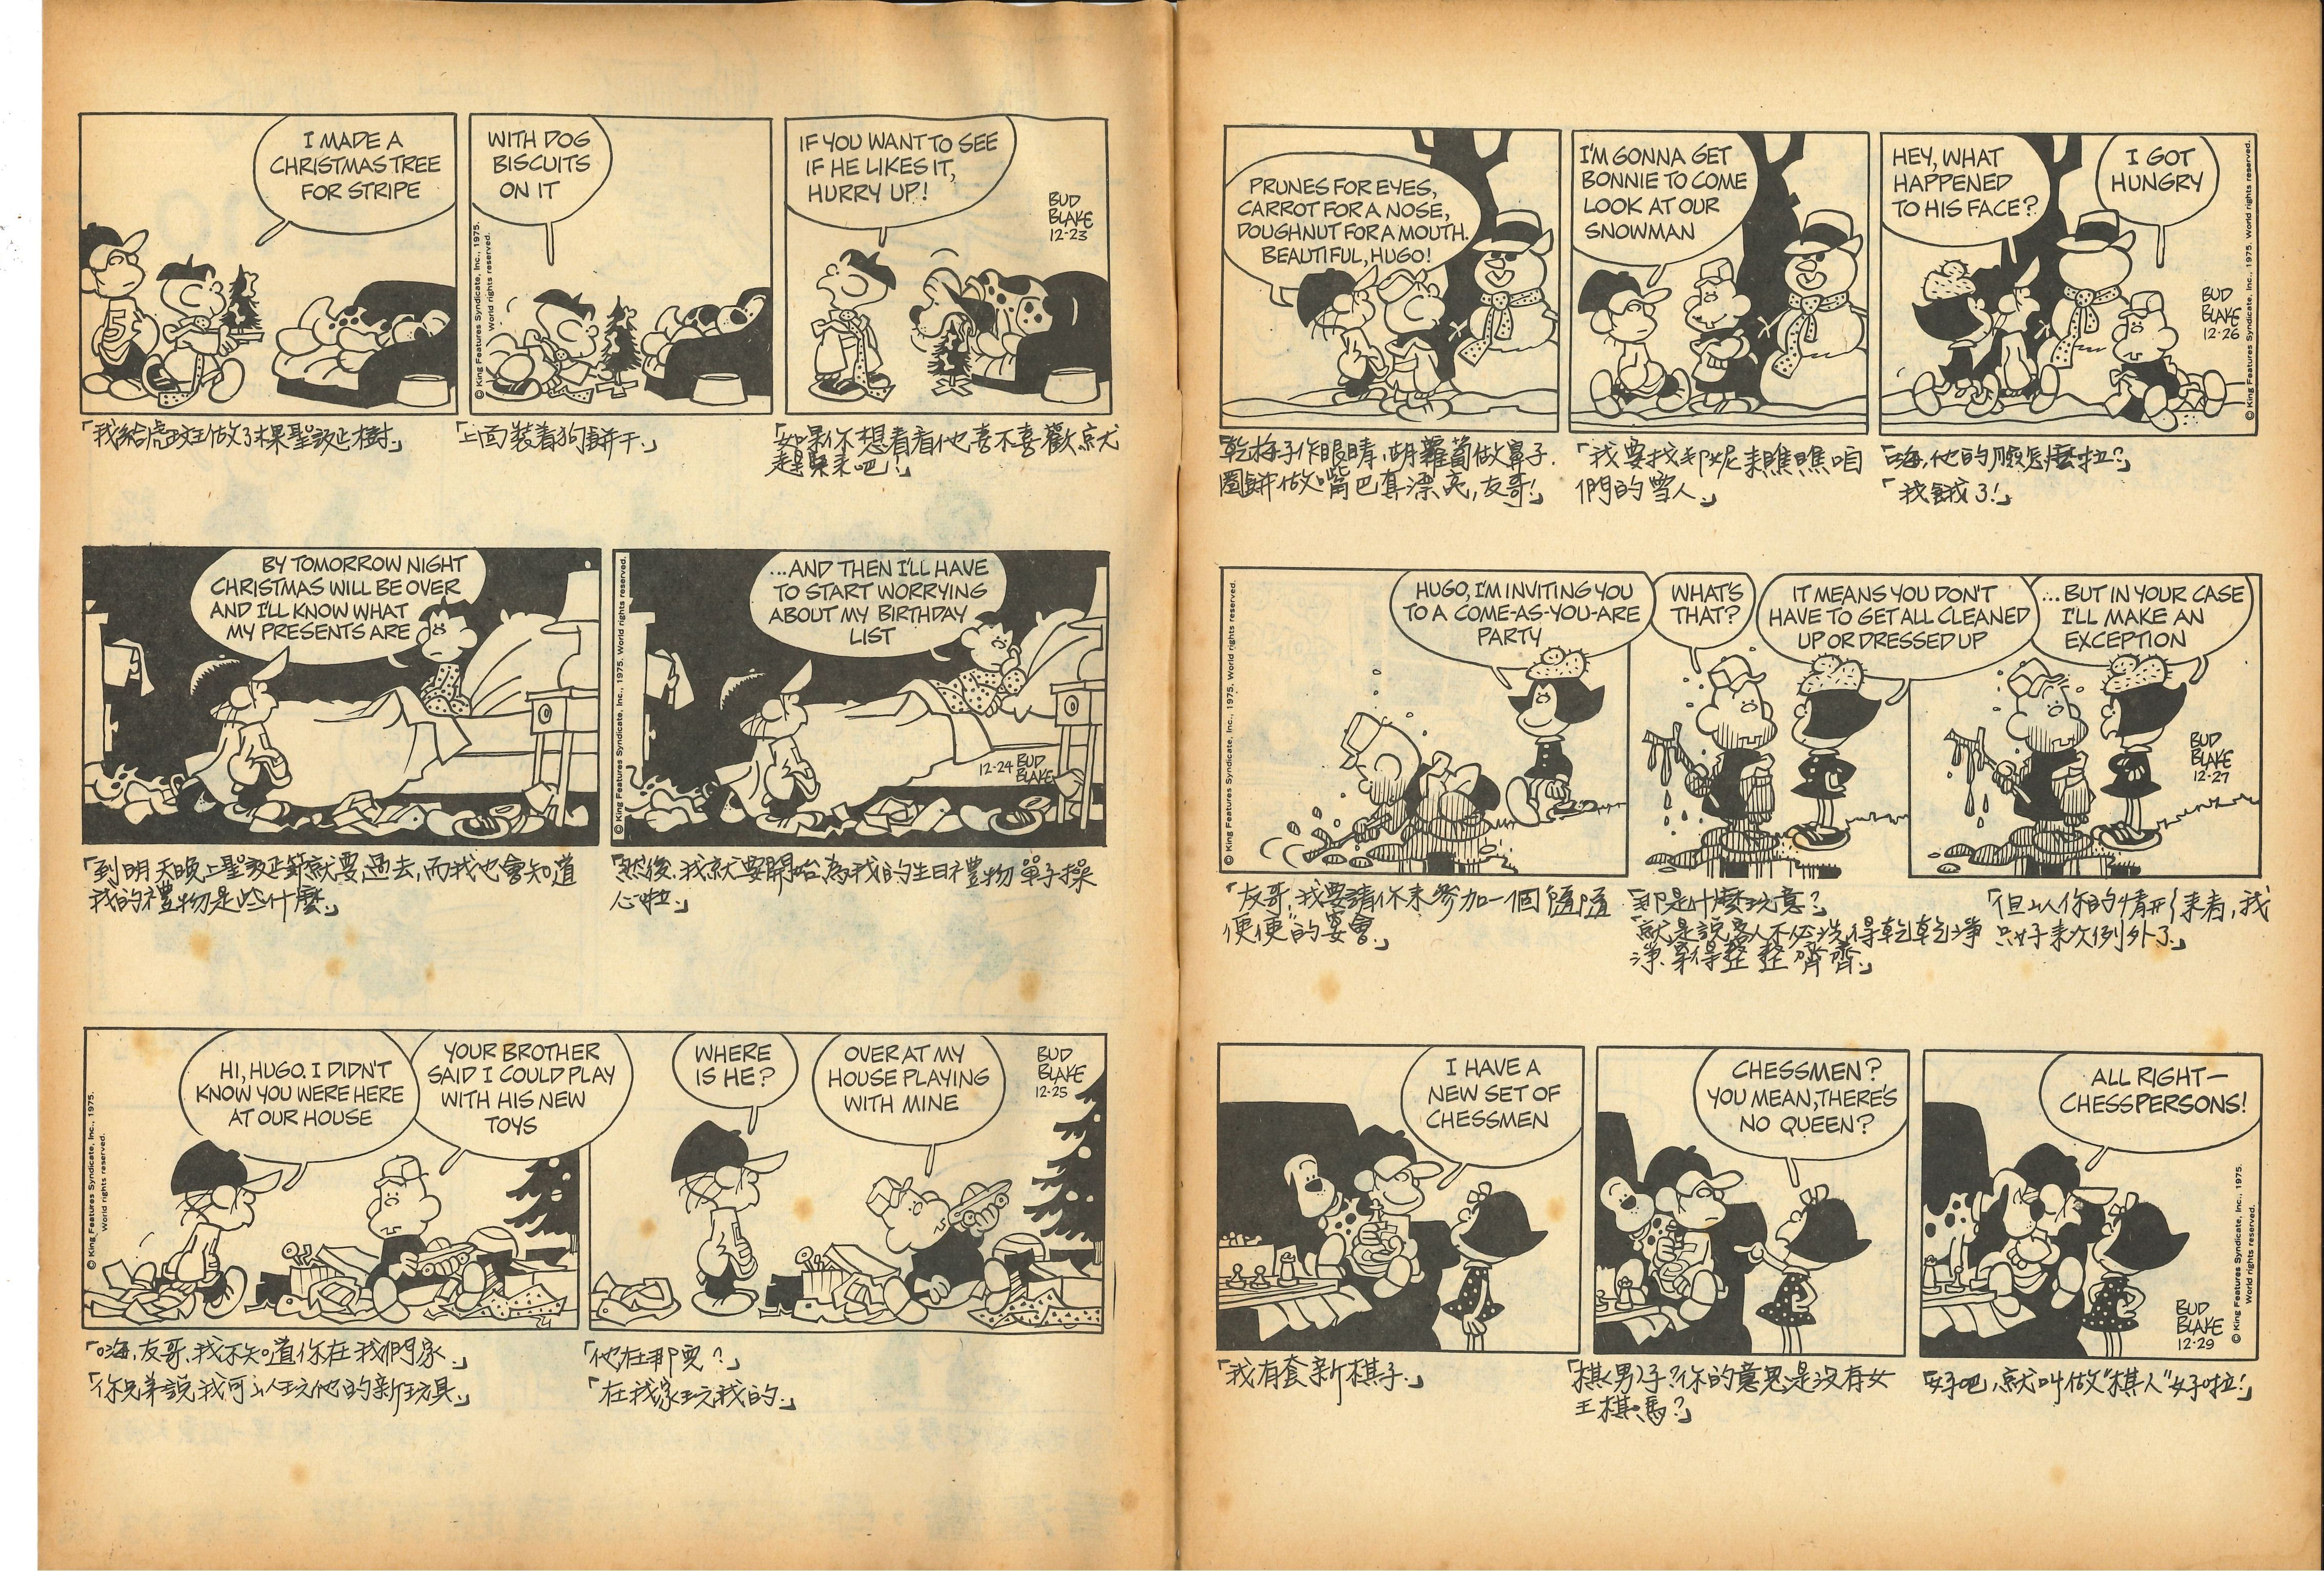 I MADE A
CHRISTMAS TREE
FOR STRIPE
WITH DOG
BISCUITS
ON IT
© King Features Syndicate, Inc., 1975.
World rights reserved.
IF YOU WANT TO SEE
IF HE LIKES IT,
HURRY UP!
BUD
BLAKE
12-23
5
「我給虎斑做了棵聖誕樹」
「上面裝着狗餅干.」
「如果你想看看他喜不喜歡就
趕緊来吧!」
BY TOMORROW NIGHT
CHRISTMAS WILL BE OVER
AND I'LL KNOW WHAT
MY PRESENTS ARE
© King Features Syndicate, Inc., 1975. World rights reserved.
...AND THEN I'LL HAVE
TO START WORRYING
ABOUT MY BIRTHDAY
LIST
12-24 BUD
BLAKE
「到明天晚上聖誕節就要過去,而我也會知道
我的禮物是些什麼.」
「然後,我就要開始為我的生日禮物單子操
心啦.」
© King Features Syndicate, Inc., 1975.
World rights reserved.
HI, HUGO. I DIDN'T
KNOW YOU WERE HERE
AT OUR HOUSE
YOUR BROTHER
SAID I COULD PLAY
WITH HIS NEW
TOYS
WHERE
IS HE?
OVER AT MY
HOUSE PLAYING
WITH MINE
BUD
BLAKE
12-25
「嗨,友哥,我不知道你在我們家.」
「你兄弟說,我可以玩他的新玩具」
「他在那里?」
「在我家玩我的.」
PRUNES FOR EYES,
CARROT FOR A NOSE,
DOUGHNUT FOR A MOUTH.
BEAUTIFUL, HUGO!
I'M GONNA GET
BONNIE TO COME
LOOK AT OUR
SNOWMAN
HEY, WHAT
HAPPENED
TO HIS FACE?
I GOT
HUNGRY
BUD
BLAKE
12-26
© King Features Syndicate, Inc., 1975. World rights reserved.
「乾梅子作眼睛,胡蘿蔔做鼻子.
圈餅做嘴巴真漂亮,友哥!」
「我要找邦妮来瞧瞧咱
們的雪人.」
「嗨,他的臉怎麼啦?」
「我餓了!」
© King Features Syndicate, Inc., 1975. World rights reserved.
HUGO, I'M INVITING YOU
TO A COME-AS-YOU-ARE
PARTY
WHAT'S
THAT?
IT MEANS YOU DON'T
HAVE TO GET ALL CLEANED
UP OR DRESSED UP
...BUT IN YOUR CASE
I'LL MAKE AN
EXCEPTION
BUD
BLAKE
12-27
「友哥,我要請你来參加一個“隨隨
便便”的宴會.」
「那是什麼玩意?
「就是說客人不必洗得乾乾淨
淨、穿得整整齊齊.」
「但以你的情形来看,我
只好来次例外了.」
I HAVE A
NEW SET OF
CHESSMEN
CHESSMEN?
YOU MEAN, THERE'S
NO QUEEN?
ALL RIGHT—
CHESSPERSONS!
BUD
BLAKE
12-29
© King Features Syndicate, Inc., 1975.
World rights reserved.
「我有套新棋子.」
「棋(男)子?你的意思是没有女
王棋嗎?」
「好吧,就叫做“棋人”好啦!」